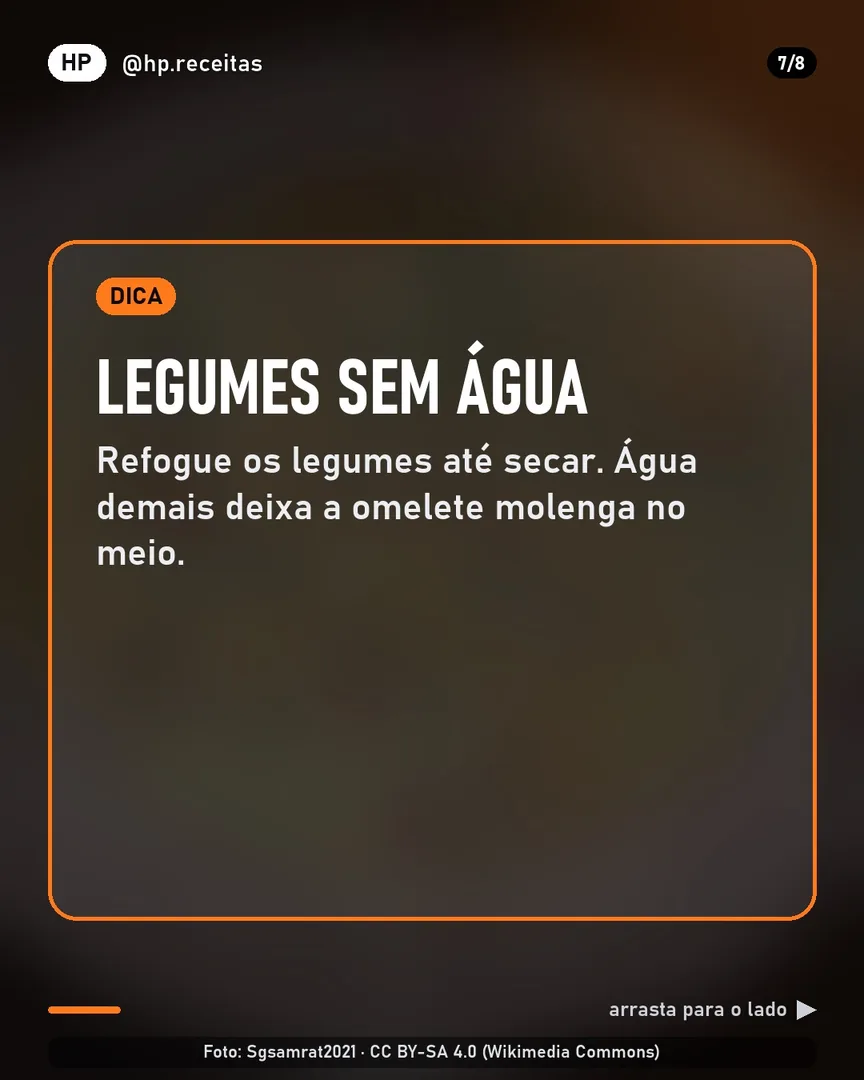 HP @hp.receitas 7/8
DICA
LEGUMES SEM ÁGUA
Refogue os legumes até secar. Água
demais deixa a omelete molenga no
meio.
arrasta para o lado ▶
Foto: Sgsamrat2021 · CC BY-SA 4.0 (Wikimedia Commons)